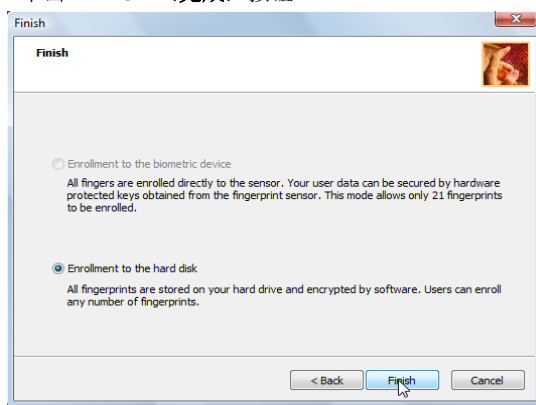 Finish
Finish
Enrollment to the biometric device
All fingers are enrolled directly to the sensor. Your user data can be secured by hardware
protected keys obtained from the fingerprint sensor. This mode allows only 21 fingerprints
to be enrolled.
Enrollment to the hard disk
All fingerprints are stored on your hard drive and encrypted by software. Users can enroll
any number of fingerprints.
< Back Finish Cancel